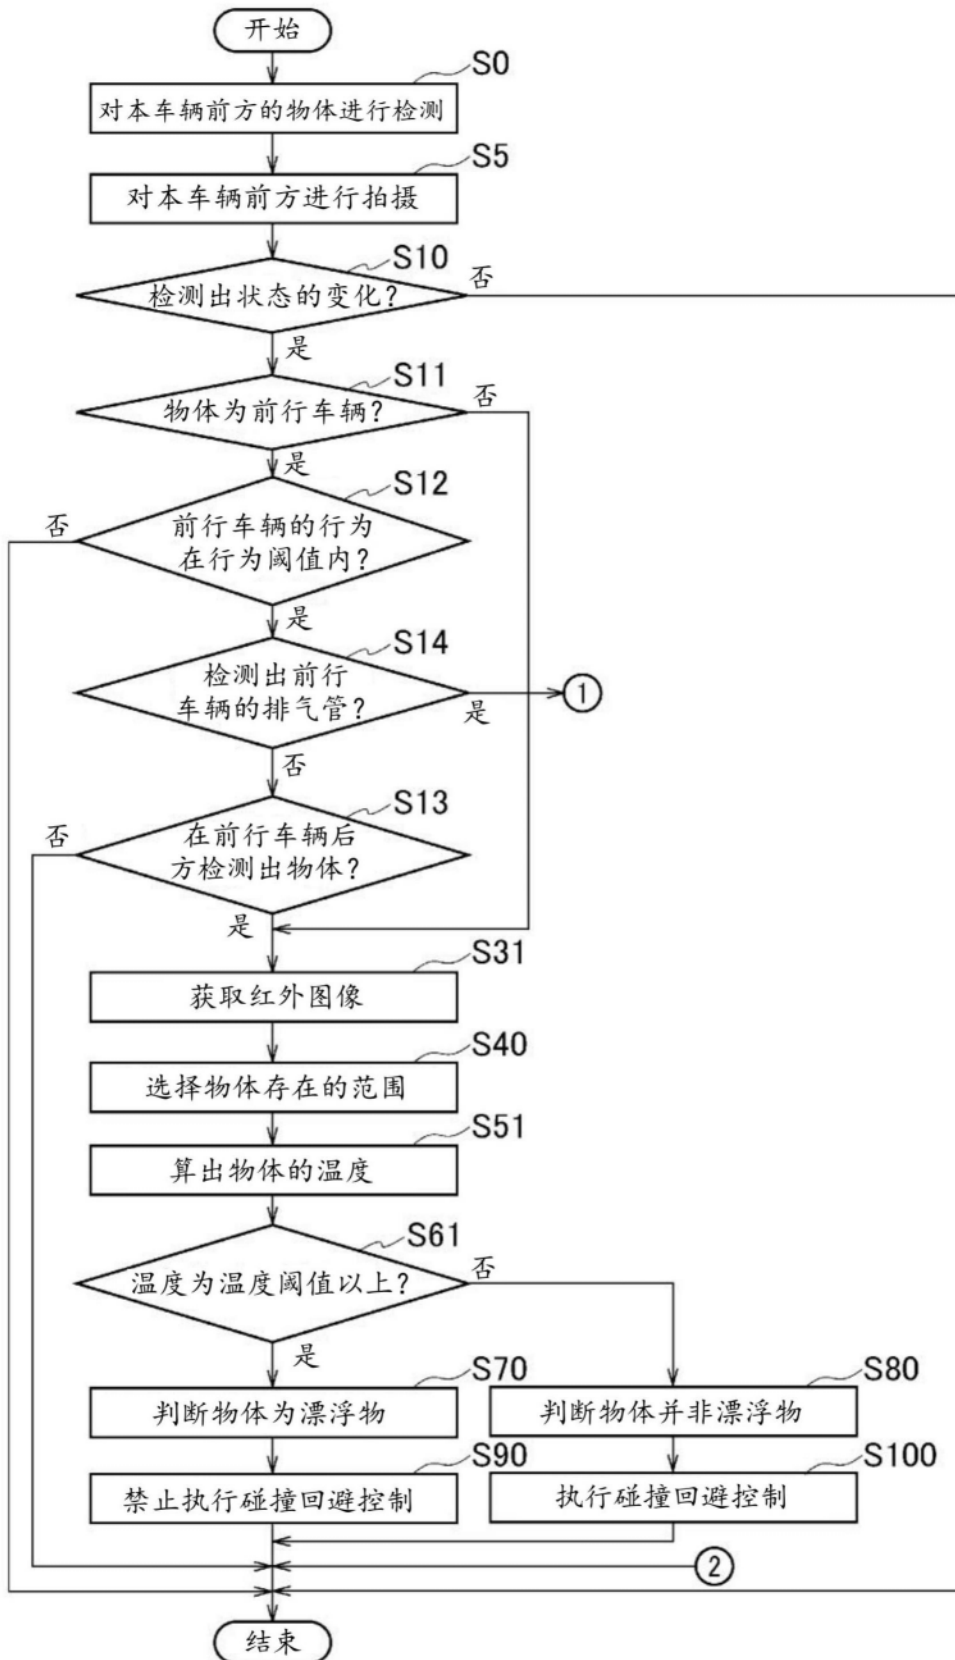 开始
S0
对本车辆前方的物体进行检测
S5
对本车辆前方进行拍摄
S10
检测出状态的变化?
否
是
S11
物体为前行车辆?
否
是
S12
前行车辆的行为
在行为阈值内?
否
是
S14
检测出前行
车辆的排气管?
是
①
否
S13
在前行车辆后
方检测出物体?
否
是
S31
获取红外图像
S40
选择物体存在的范围
S51
算出物体的温度
S61
温度为温度阈值以上?
否
是
S70
判断物体为漂浮物
S80
判断物体并非漂浮物
S90
禁止执行碰撞回避控制
S100
执行碰撞回避控制
②
结束